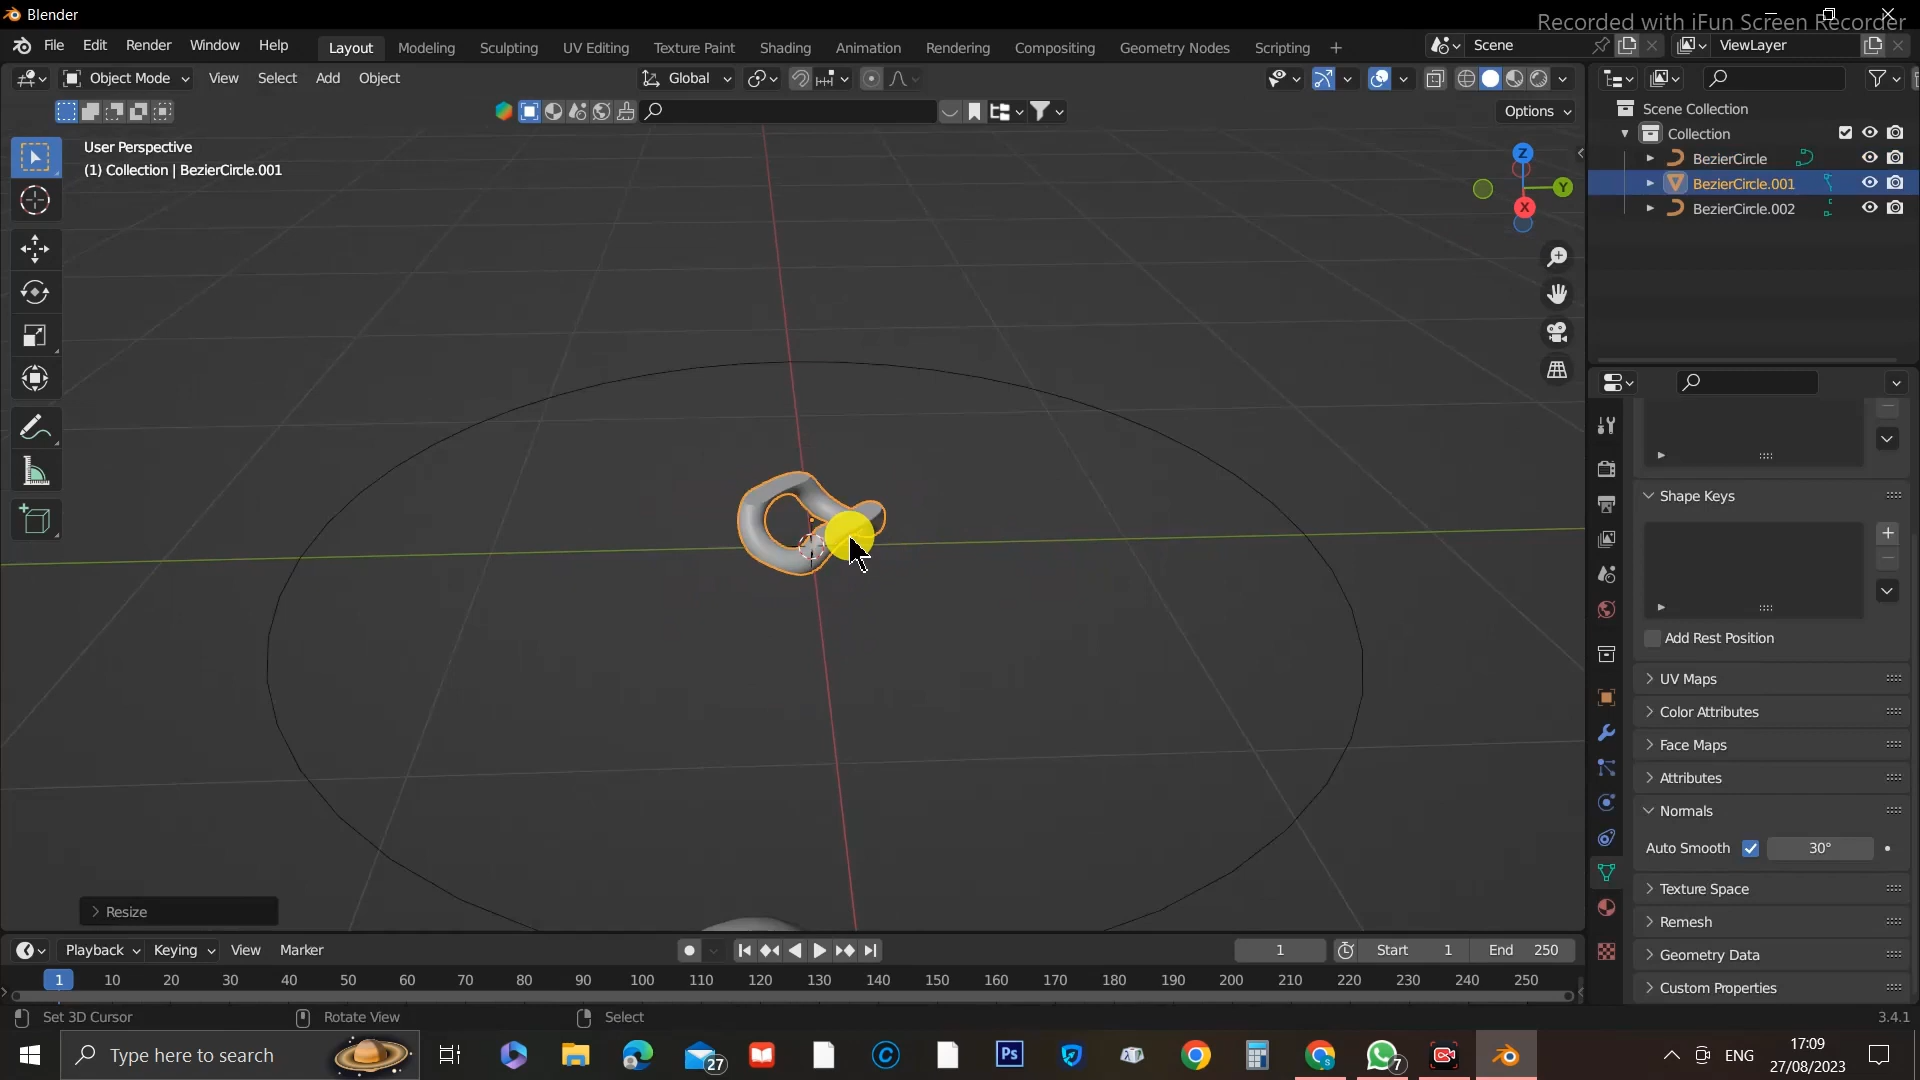 Blender
Recorded with iFun Screen Recorder
File Edit Render Window Help Layout Modeling Sculpting UV Editing Texture Paint Shading Animation Rendering Compositing Geometry Nodes Scripting + Scene ViewLayer
Object Mode View Select Add Object Global
Options
User Perspective
(1) Collection | BezierCircle.001
Z
Y
X
Scene Collection
Collection
BezierCircle
BezierCircle.001
BezierCircle.002
Shape Keys
Add Rest Position
UV Maps
Color Attributes
Face Maps
Attributes
Normals
Auto Smooth 30°
Texture Space
Remesh
Geometry Data
Custom Properties
Resize
Playback Keying View Marker 1 Start 1 End 250
1 10 20 30 40 50 60 70 80 90 100 110 120 130 140 150 160 170 180 190 200 210 220 230 240 250
Set 3D Cursor Rotate View Select 3.4.1
Type here to search 27 Ps 7 ENG 17:09
27/08/2023